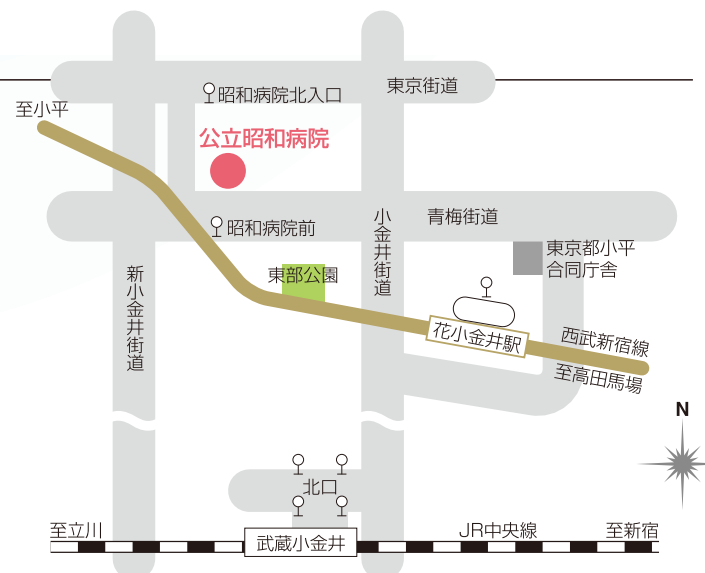 東京街道
昭和病院北入口
至小平
公立昭和病院
青梅街道
昭和病院前
小金井街道
東京都小平
合同庁舎
東部公園
新小金井街道
花小金井駅
西武新宿線
至高田馬場
N
北口
至立川
武蔵小金井
JR中央線
至新宿